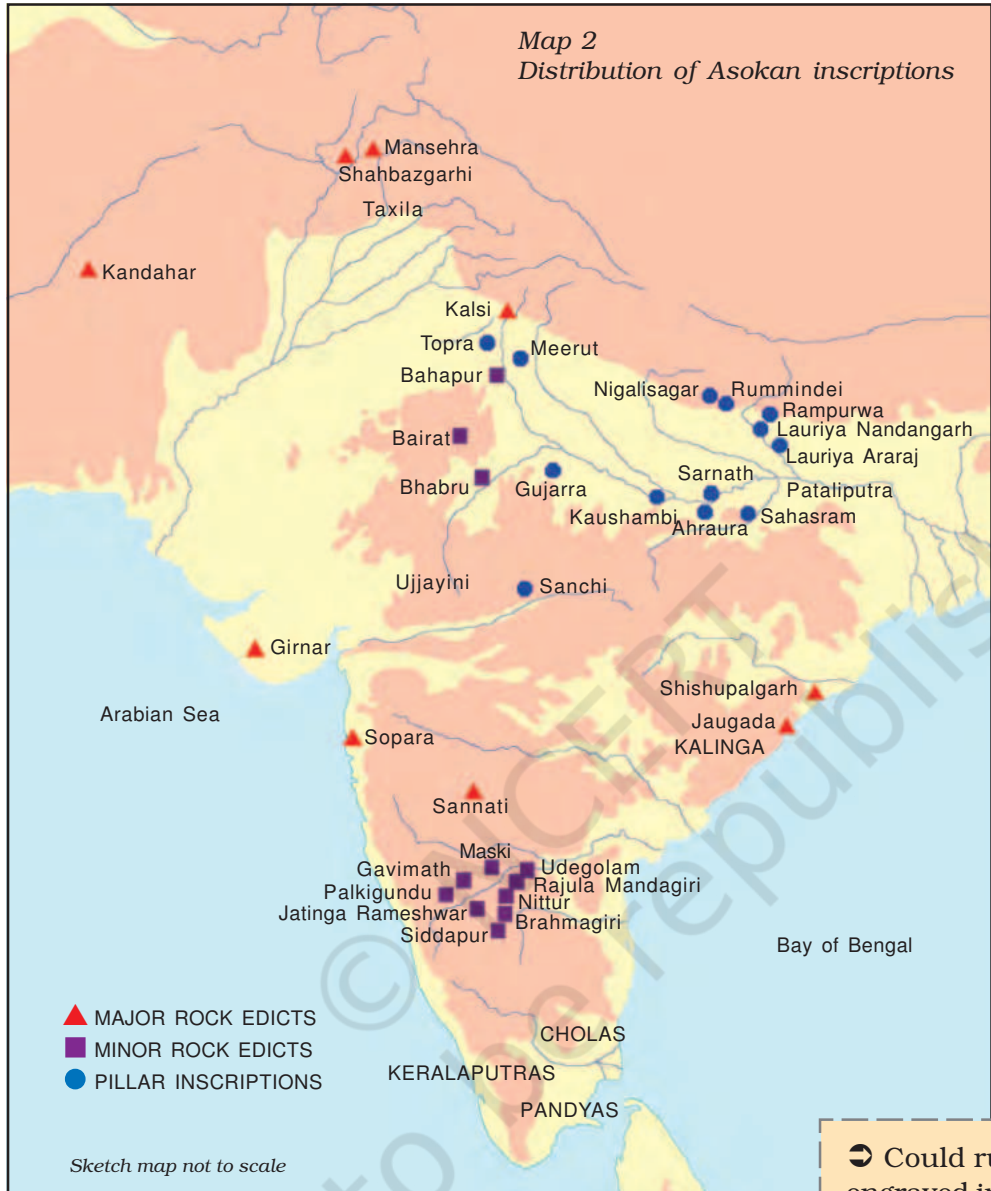 Map 2
Distribution of Asokan inscriptions
Mansehra
Shahbazgarhi
Taxila
Kandahar
Kalsi
Topra
Meerut
Bahapur
Nigalisagar
Rummindei
Rampurwa
Bairat
Lauriya Nandangarh
Lauriya Araraj
Bhabru
Gujarra
Sarnath
Pataliputra
Kaushambi
Ahraura
Sahasram
Ujjayini
Sanchi
Girnar
Shishupalgarh
Arabian Sea
Jaugada
Sopara
KALINGA
Sannati
Maski
Gavimath
Udegolam
Palkigundu
Rajula Mandagiri
Nittur
Jatinga Rameshwar
Brahmagiri
Siddapur
Bay of Bengal
MAJOR ROCK EDICTS
MINOR ROCK EDICTS
PILLAR INSCRIPTIONS
CHOLAS
KERALAPUTRAS
PANDYAS
Sketch map not to scale
➲ Could
© NCERT
to be